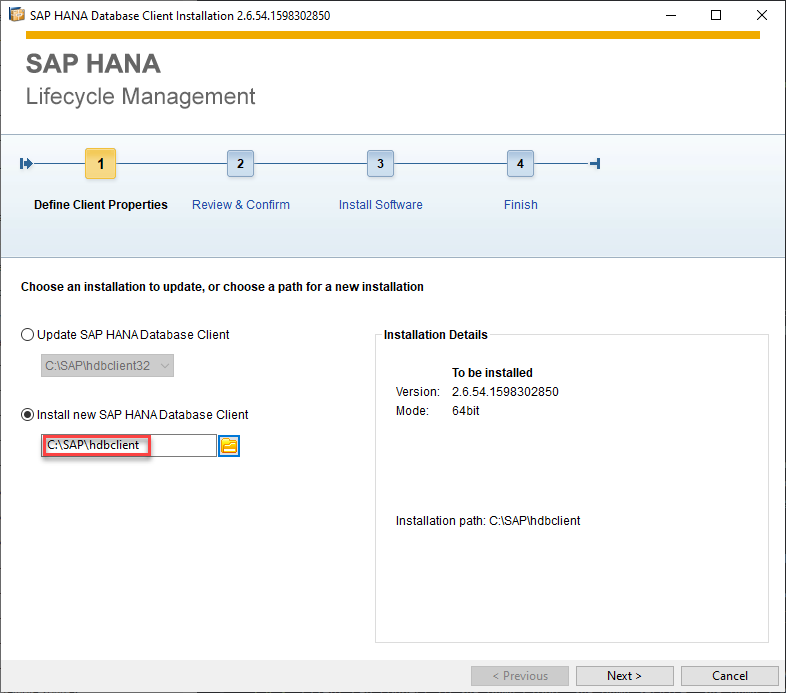 SAP HANA Database Client Installation 2.6.54.1598302850
SAP HANA
Lifecycle Management
1 2 3 4
Define Client Properties Review & Confirm Install Software Finish
Choose an installation to update, or choose a path for a new installation
Update SAP HANA Database Client
C:\SAP\hdbclient32
Install new SAP HANA Database Client
C:\SAP\hdbclient
Installation Details
To be installed
Version: 2.6.54.1598302850
Mode: 64bit
Installation path: C:\SAP\hdbclient
< Previous Next > Cancel